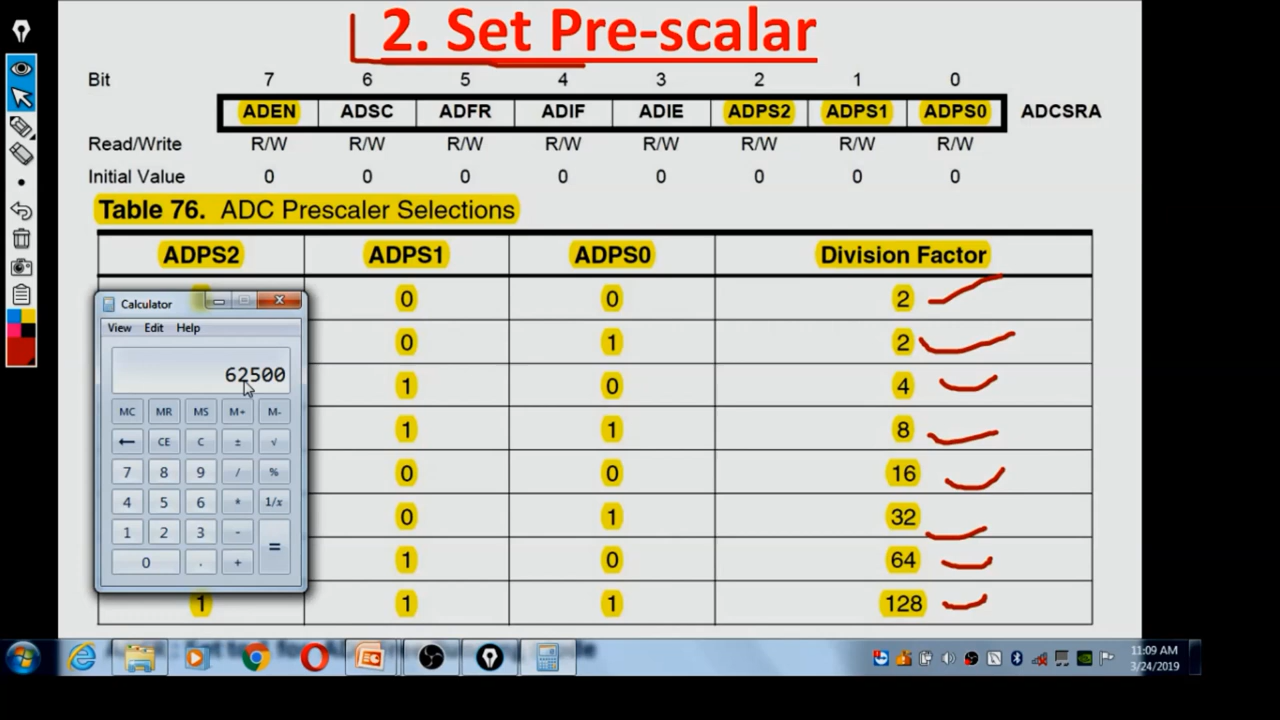 2. Set Pre-scalar
Bit 7 6 5 4 3 2 1 0
ADEN ADSC ADFR ADIF ADIE ADPS2 ADPS1 ADPS0 ADCSRA
Read/Write R/W R/W R/W R/W R/W R/W R/W R/W
Initial Value 0 0 0 0 0 0 0 0
Table 76. ADC Prescaler Selections
ADPS2 ADPS1 ADPS0 Division Factor
0 0 2
0 1 2
1 0 4
1 1 8
0 0 16
0 1 32
1 0 64
1 1 1 128
Calculator
View Edit Help
62500
MC MR MS M+ M-
← CE C ± √
7 8 9 / %
4 5 6 * 1/x
1 2 3 - =
0 . +
11:09 AM
3/24/2019